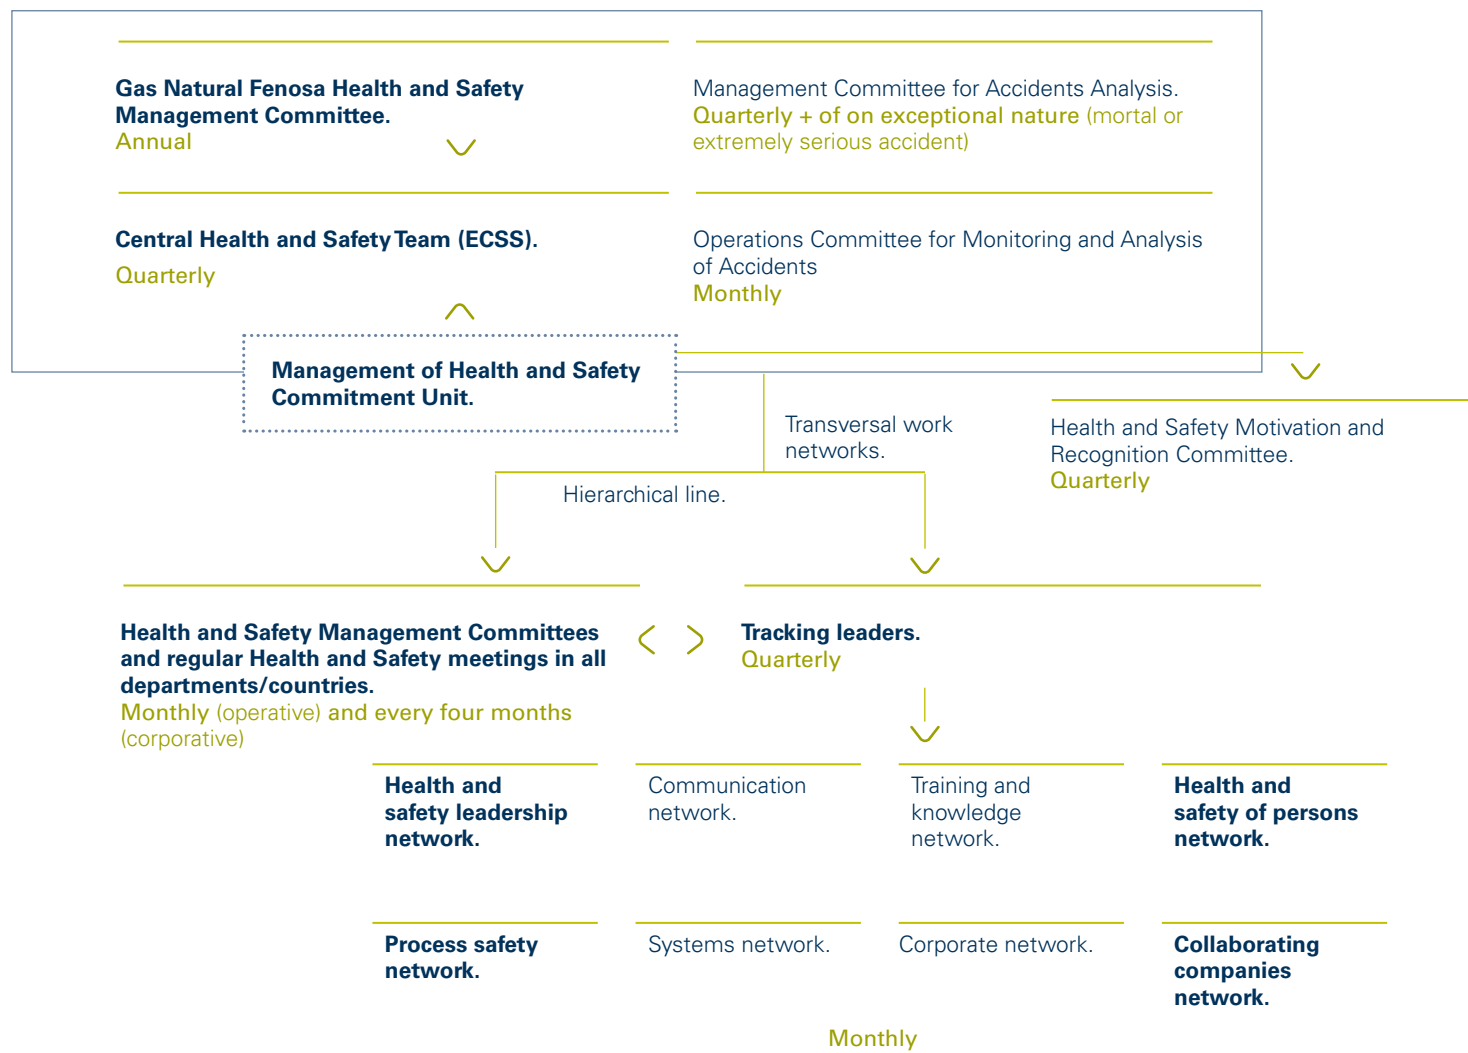 Gas Natural Fenosa Health and Safety
Management Committee.
Annual
Management Committee for Accidents Analysis.
Quarterly + of on exceptional nature (mortal or
extremely serious accident)
Central Health and Safety Team (ECSS).
Quarterly
Operations Committee for Monitoring and Analysis
of Accidents
Monthly
Management of Health and Safety
Commitment Unit.
Transversal work
networks.
Health and Safety Motivation and
Recognition Committee.
Quarterly
Hierarchical line.
Health and Safety Management Committees
and regular Health and Safety meetings in all
departments/countries.
Monthly (operative) and every four months
(corporative)
Tracking leaders.
Quarterly
Health and
safety leadership
network.
Communication
network.
Training and
knowledge
network.
Health and
safety of persons
network.
Process safety
network.
Systems network.
Corporate network.
Collaborating
companies
network.
Monthly